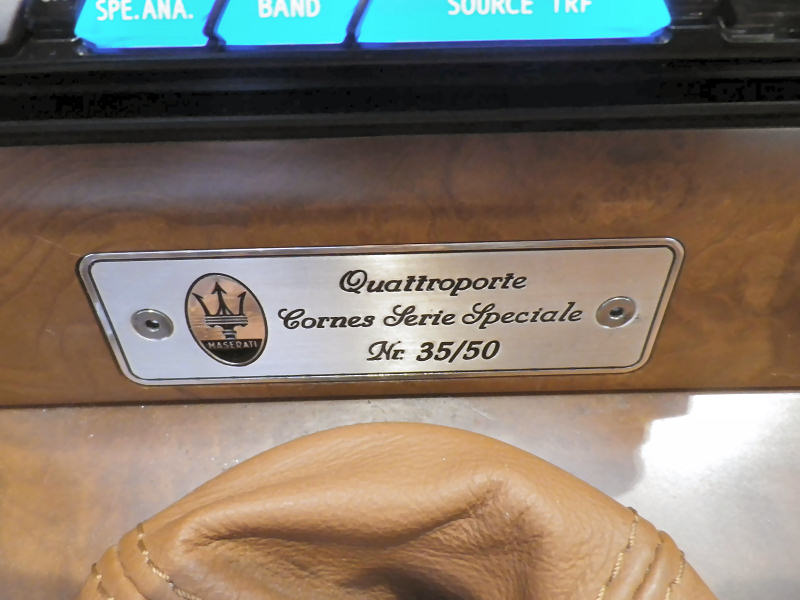 SPE.ANA. BAND SOURCE TRF
Quattroporte
Cornes Serie Speciale
Nr. 35/50
MASERATI